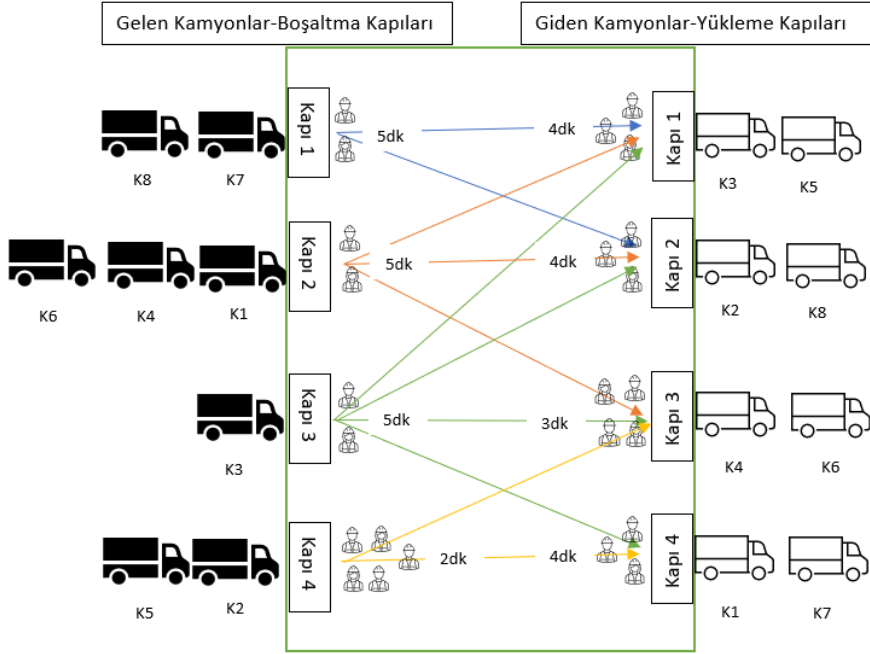 Gelen Kamyonlar-Boşaltma Kapıları
Giden Kamyonlar-Yükleme Kapıları
K8
K7
Kapı 1
5dk
4dk
Kapı 1
K3
K5
K6
K4
K1
Kapı 2
5dk
4dk
Kapı 2
K2
K8
K3
Kapı 3
5dk
3dk
Kapı 3
K4
K6
K5
K2
Kapı 4
2dk
4dk
Kapı 4
K1
K7